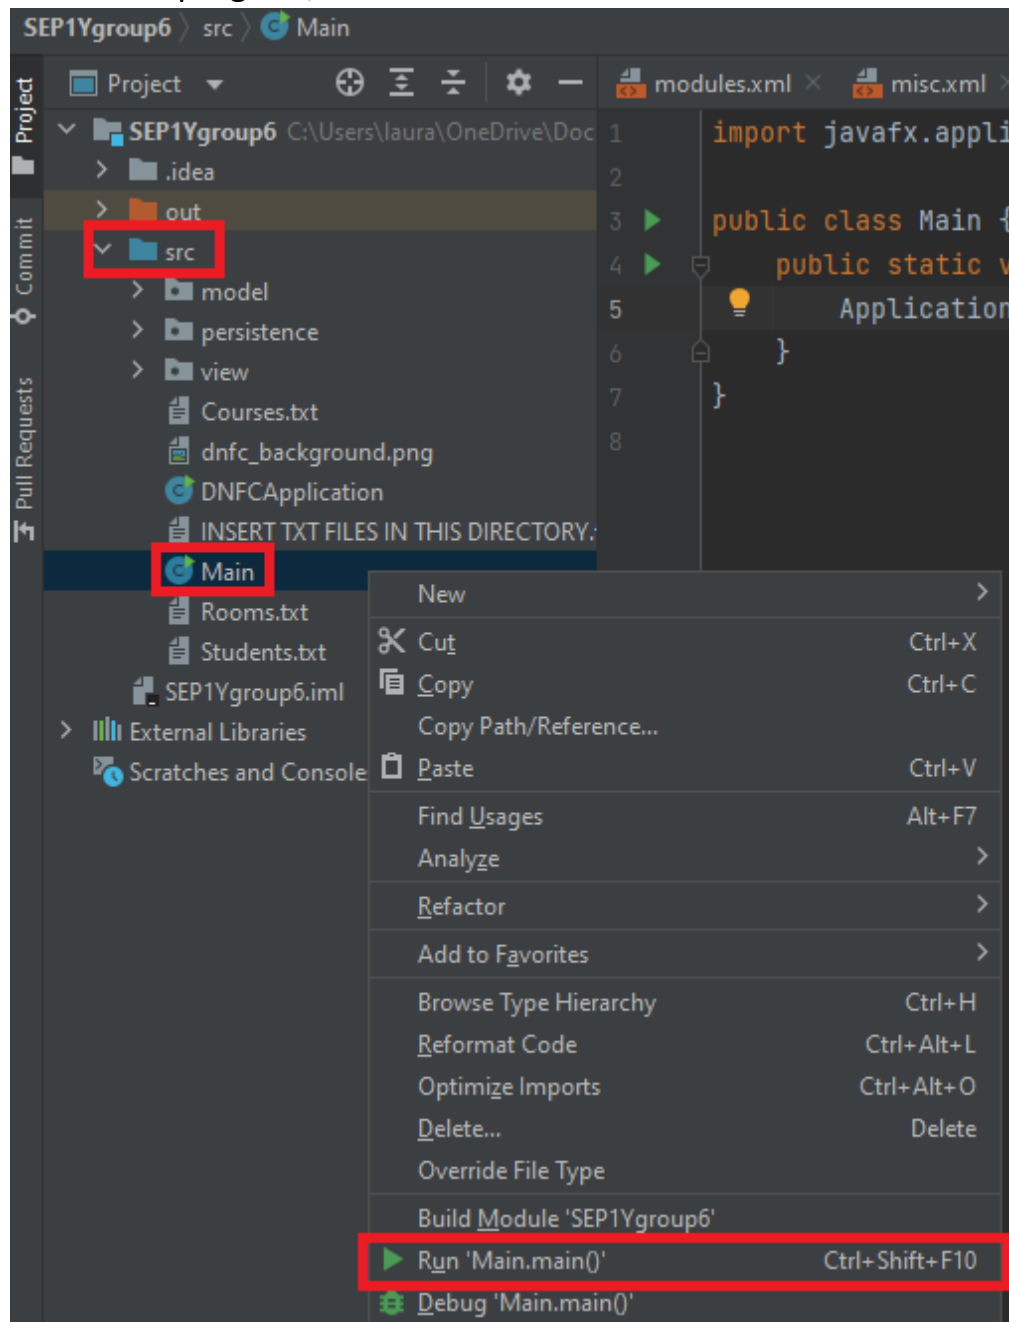 SEP1Ygroup6 src Main
Project
Commit
Pull Requests
Project
SEP1Ygroup6 C:\Users\laura\OneDrive\Doc
.idea
out
src
model
persistence
view
Courses.txt
dnfc_background.png
DNFCApplication
INSERT TXT FILES IN THIS DIRECTORY.
Main
Rooms.txt
Students.txt
SEP1Ygroup6.iml
External Libraries
Scratches and Console
modules.xml misc.xml
1 import javafx.appli
2
3 public class Main {
4 public static v
5 Application
6 }
7 }
8
New
Cut Ctrl+X
Copy Ctrl+C
Copy Path/Reference...
Paste Ctrl+V
Find Usages Alt+F7
Analyze
Refactor
Add to Favorites
Browse Type Hierarchy Ctrl+H
Reformat Code Ctrl+Alt+L
Optimize Imports Ctrl+Alt+O
Delete... Delete
Override File Type
Build Module 'SEP1Ygroup6'
Run 'Main.main()' Ctrl+Shift+F10
Debug 'Main.main()'